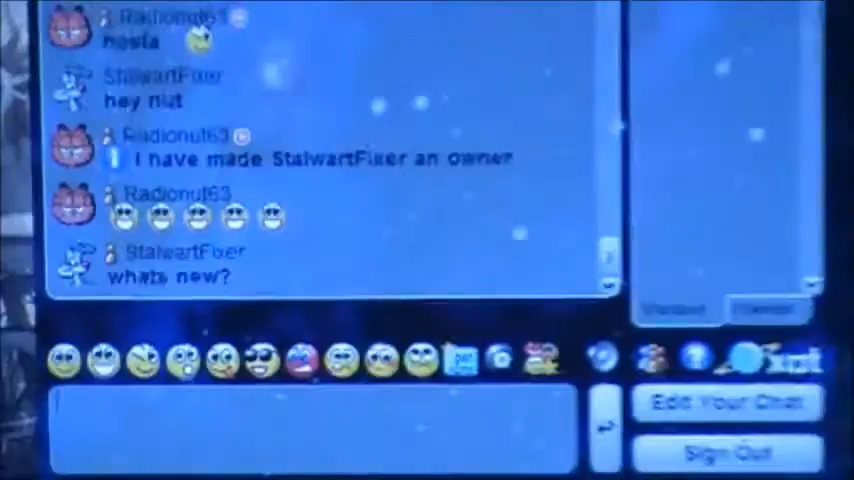 Radionut61
StalwartFixer
hey nut
Radionut63
I have made StalwartFixer an owner
Radionut63
StalwartFixer
whats new?
xat
Edit Your Chat
Sign Out